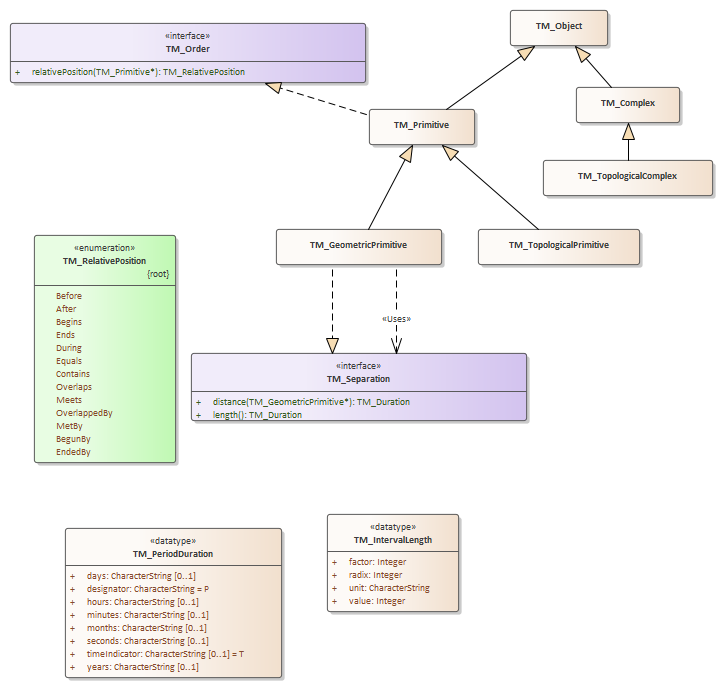 «interface»
TM_Order
+ relativePosition(TM_Primitive*): TM_RelativePosition
TM_Object
TM_Complex
TM_Primitive
TM_TopologicalComplex
TM_GeometricPrimitive
TM_TopologicalPrimitive
«enumeration»
TM_RelativePosition
{root}
Before
After
Begins
Ends
During
Equals
Contains
Overlaps
Meets
OverlappedBy
MetBy
BegunBy
EndedBy
«Uses»
«interface»
TM_Separation
+ distance(TM_GeometricPrimitive*): TM_Duration
+ length(): TM_Duration
«datatype»
TM_PeriodDuration
+ days: CharacterString [0..1]
+ designator: CharacterString = P
+ hours: CharacterString [0..1]
+ minutes: CharacterString [0..1]
+ months: CharacterString [0..1]
+ seconds: CharacterString [0..1]
+ timeIndicator: CharacterString [0..1] = T
+ years: CharacterString [0..1]
«datatype»
TM_IntervalLength
+ factor: Integer
+ radix: Integer
+ unit: CharacterString
+ value: Integer